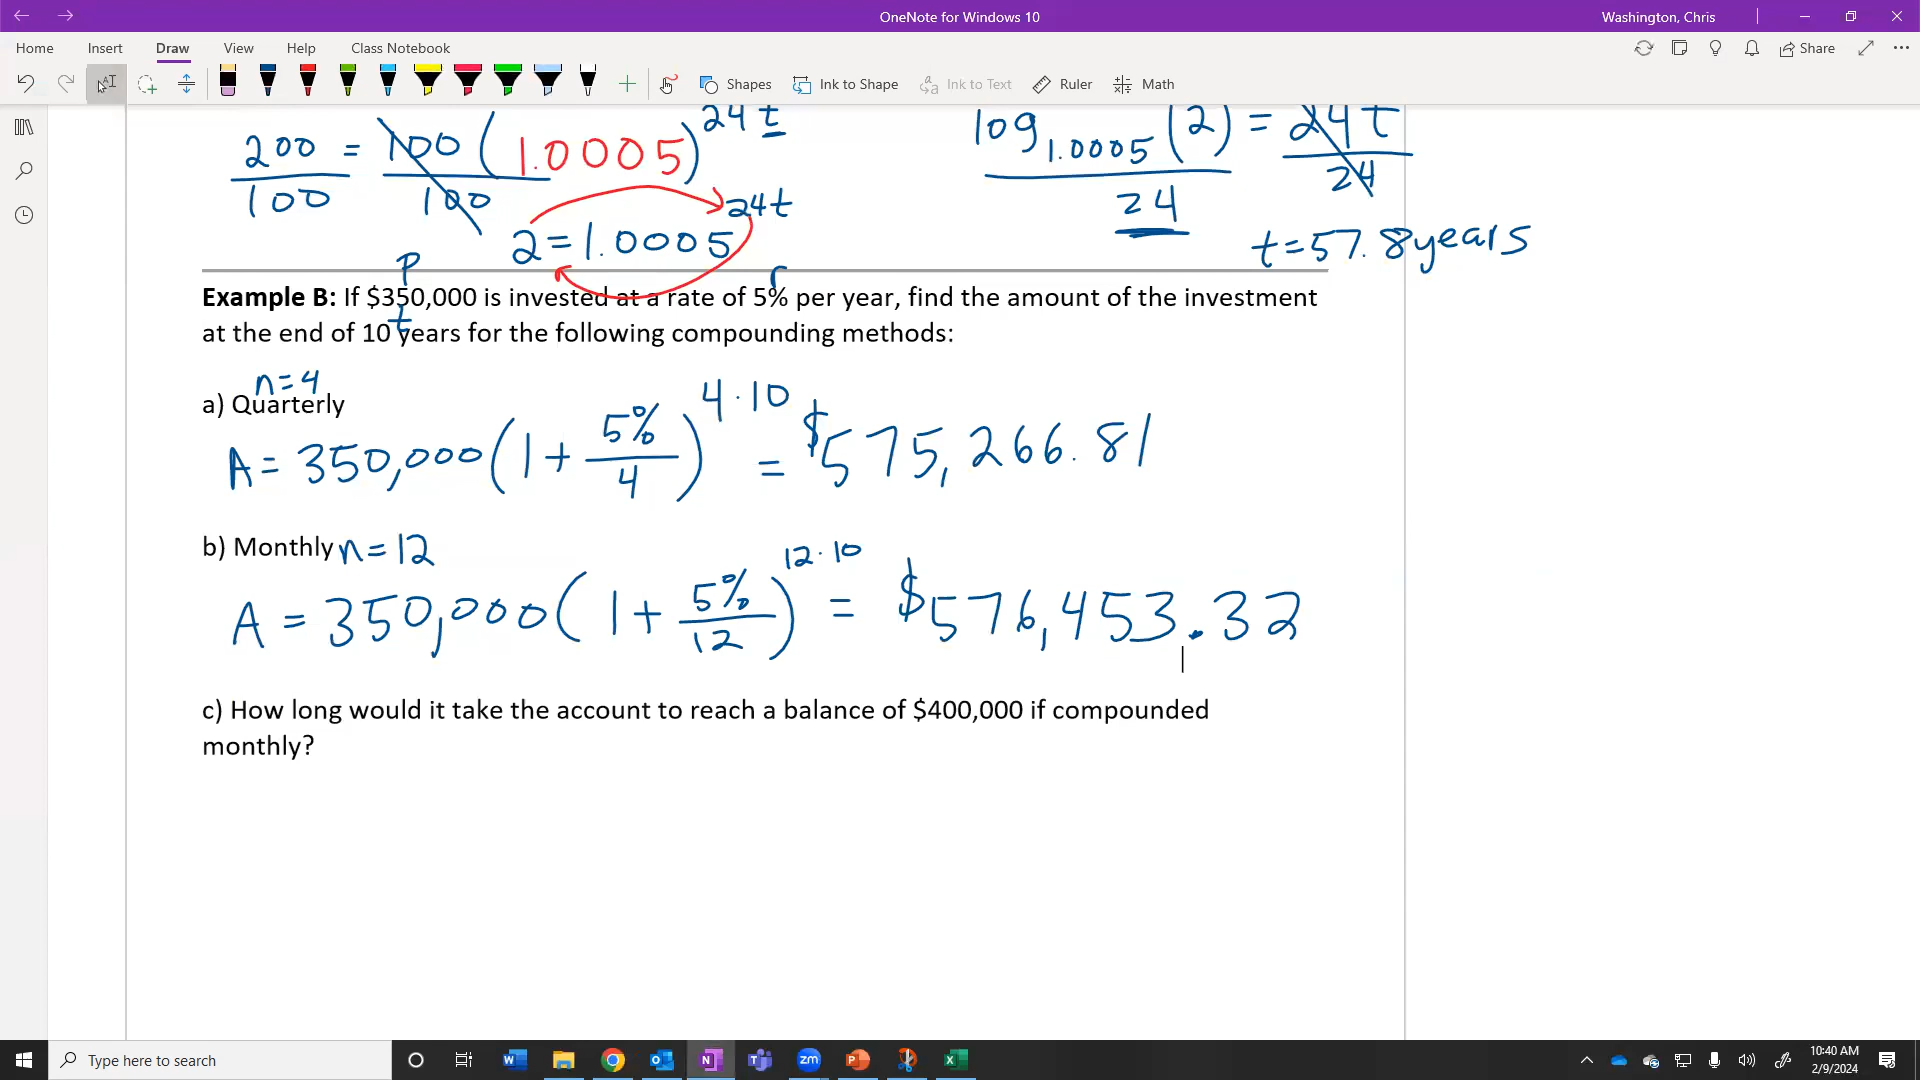 OneNote for Windows 10
Washington, Chris
Home Insert Draw View Help Class Notebook
Share
Shapes Ink to Shape Ink to Text Ruler Math
200 = 100 (1.0005) 24t
100 100
2 = 1.0005 24t
log 1.0005 (2) = 24t
24 24
t = 57.8 years
P r
Example B: If $350,000 is invested at a rate of 5% per year, find the amount of the investment
t
at the end of 10 years for the following compounding methods:
n = 4
a) Quarterly
A = 350,000 (1 + 5%/4) 4·10 = $575,266.81
b) Monthly n = 12
A = 350,000 (1 + 5%/12) 12·10 = $576,453.32
c) How long would it take the account to reach a balance of $400,000 if compounded
monthly?
Type here to search
10:40 AM
2/9/2024